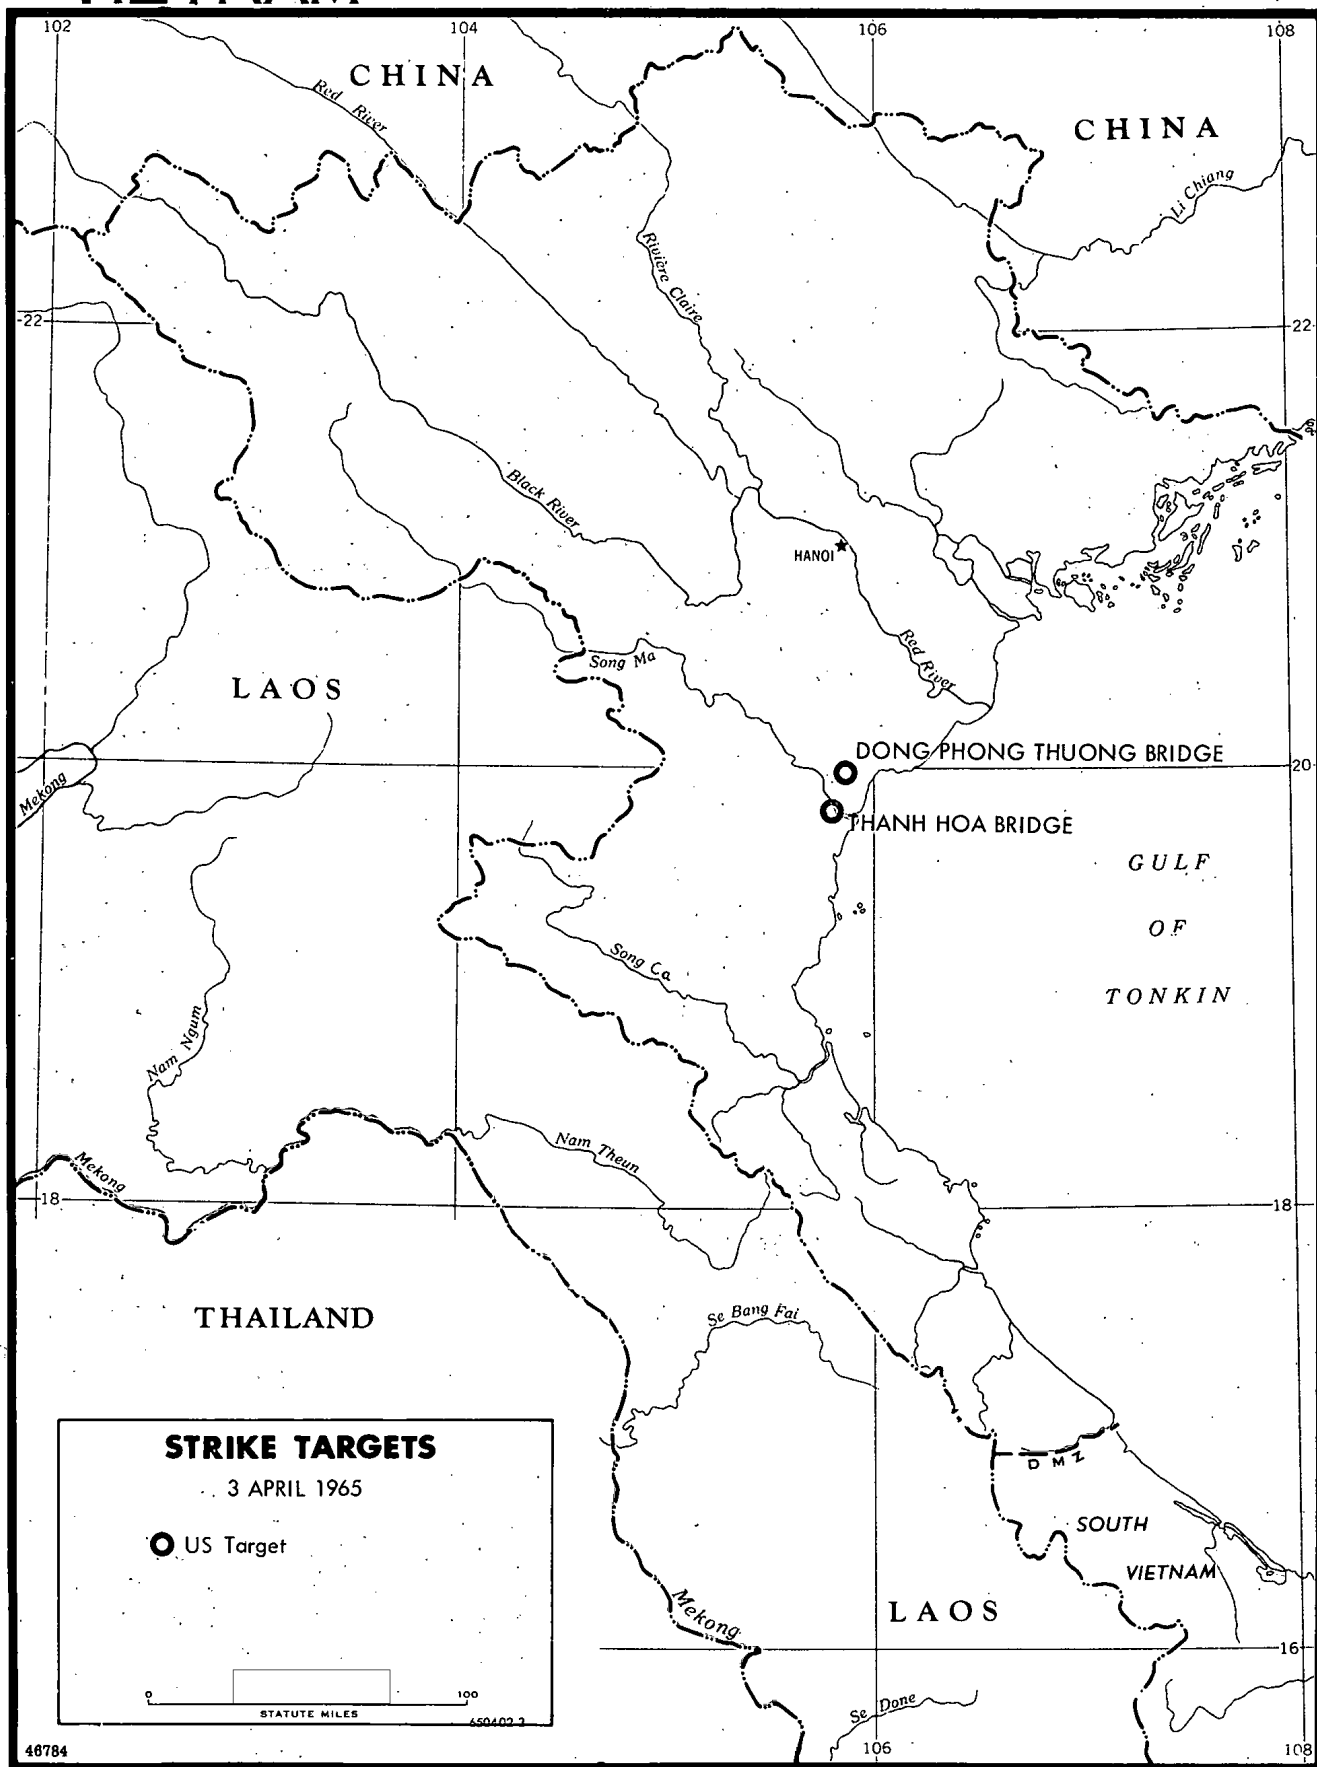 102 104 106 108
CHINA
Red River
CHINA
Li Chiang
Rivière Claire
22 22
Black River
HANOI
Song Ma
Red River
LAOS
DONG PHONG THUONG BRIDGE
20
Mekong
THANH HOA BRIDGE
GULF
OF
TONKIN
Song Ca
Nam Ngum
Nam Theun
Mekong
18 18
THAILAND
Se Bang Fai
STRIKE TARGETS
3 APRIL 1965
US Target
0 100
STATUTE MILES
650402 2
DMZ
SOUTH
VIETNAM
Mekong
LAOS
16
Se Done
46784
106 108